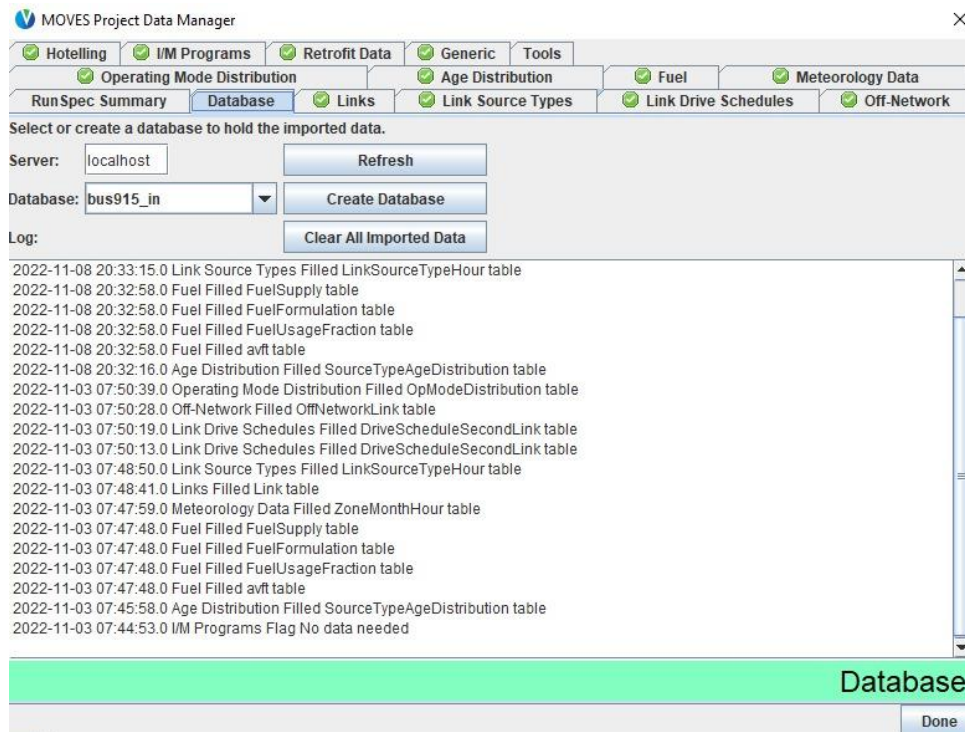 MOVES Project Data Manager
Hotelling I/M Programs Retrofit Data Generic Tools
Operating Mode Distribution Age Distribution Fuel Meteorology Data
RunSpec Summary Database Links Link Source Types Link Drive Schedules Off-Network
Select or create a database to hold the imported data.
Server: localhost Refresh
Database: bus915_in Create Database
Log: Clear All Imported Data
2022-11-08 20:33:15.0 Link Source Types Filled LinkSourceTypeHour table
2022-11-08 20:32:58.0 Fuel Filled FuelSupply table
2022-11-08 20:32:58.0 Fuel Filled FuelFormulation table
2022-11-08 20:32:58.0 Fuel Filled FuelUsageFraction table
2022-11-08 20:32:58.0 Fuel Filled avft table
2022-11-08 20:32:16.0 Age Distribution Filled SourceTypeAgeDistribution table
2022-11-03 07:50:39.0 Operating Mode Distribution Filled OpModeDistribution table
2022-11-03 07:50:28.0 Off-Network Filled OffNetworkLink table
2022-11-03 07:50:19.0 Link Drive Schedules Filled DriveScheduleSecondLink table
2022-11-03 07:50:13.0 Link Drive Schedules Filled DriveScheduleSecondLink table
2022-11-03 07:48:50.0 Link Source Types Filled LinkSourceTypeHour table
2022-11-03 07:48:41.0 Links Filled Link table
2022-11-03 07:47:59.0 Meteorology Data Filled ZoneMonthHour table
2022-11-03 07:47:48.0 Fuel Filled FuelSupply table
2022-11-03 07:47:48.0 Fuel Filled FuelFormulation table
2022-11-03 07:47:48.0 Fuel Filled FuelUsageFraction table
2022-11-03 07:47:48.0 Fuel Filled avft table
2022-11-03 07:45:58.0 Age Distribution Filled SourceTypeAgeDistribution table
2022-11-03 07:44:53.0 I/M Programs Flag No data needed
Database
Done